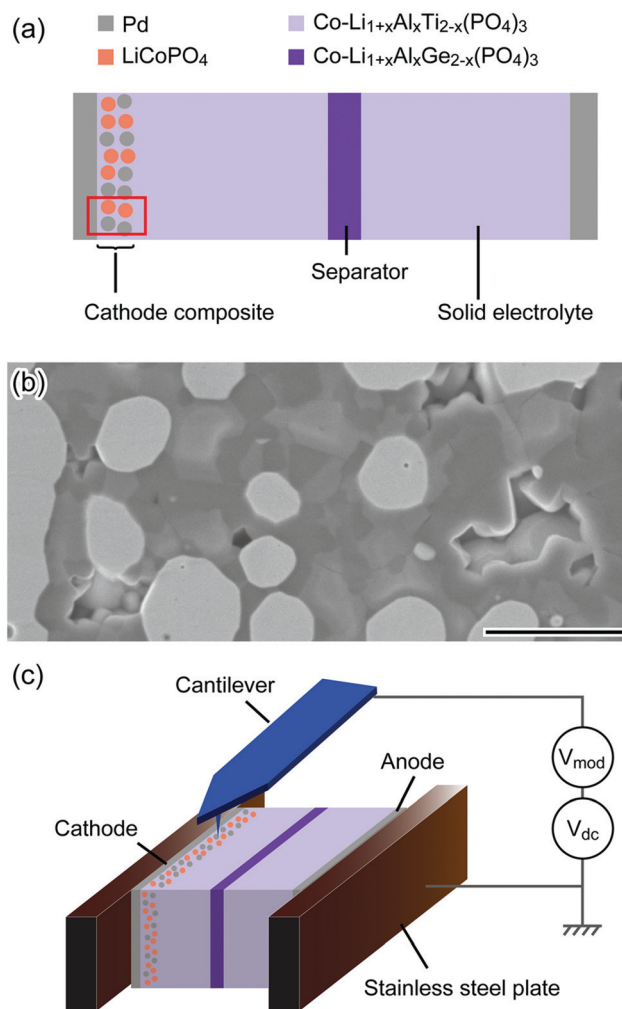 (a)
Pd
Co-Li1+xAlxTi2-x(PO4)3
LiCoPO4
Co-Li1+xAlxGe2-x(PO4)3
Separator
Cathode composite
Solid electrolyte
(b)
(c)
Cantilever
Anode
Vmod
Cathode
Vdc
Stainless steel plate